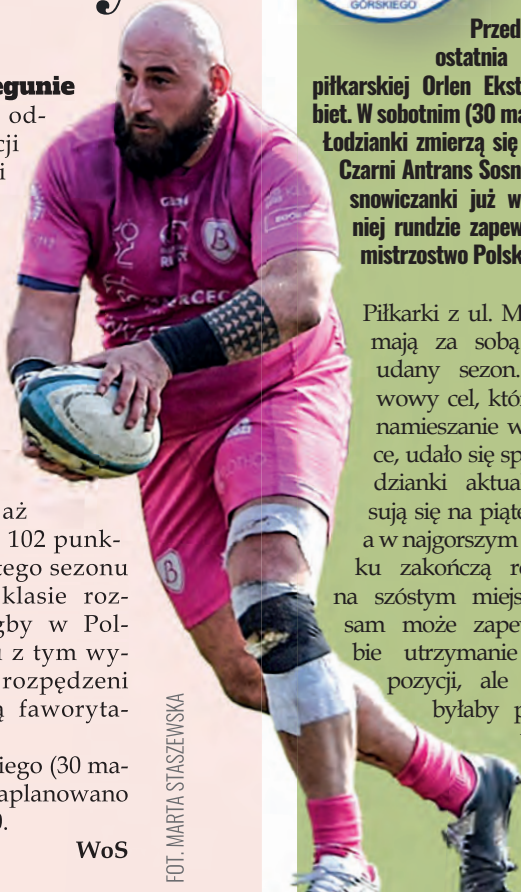 egunie
od-
cji
i
aż
102 punk-
tego sezonu
klasie roz-
gby w Pol-
z tym wy-
rozpędzeni
faworyta-
iego (30 ma-
aplanowano
WoS
FOT. MARTA STASZEWSKA
GÓRSKIEGO
Przed
ostatnia
piłkarskiej Orlen Ekst
biet. W sobotnim (30 ma
Łodzianki zmierzą się
Czarni Antrans Sosn
snowiczanki już w
niej rundzie zapew
mistrzostwo Polsk
Piłkarki z ul. M
mają za sobą
udany sezon.
wowy cel, któr
namieszanie w
ce, udało się sp
dzianki aktua
sują się na piąte
a w najgorszym
ku zakończą r
na szóstym miejs
sam może zapew
bie utrzymanie
pozycji, ale
byłaby p
B
B